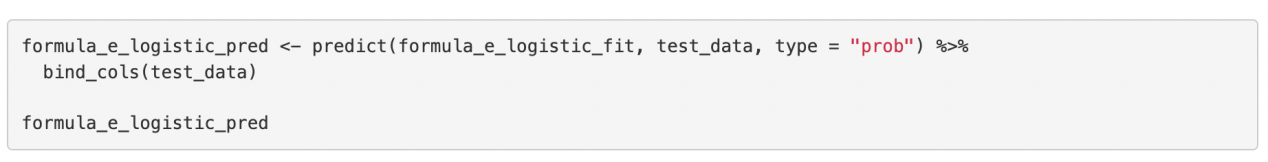 formula_e_logistic_pred <- predict(formula_e_logistic_fit, test_data, type = "prob") %>%
  bind_cols(test_data)

formula_e_logistic_pred